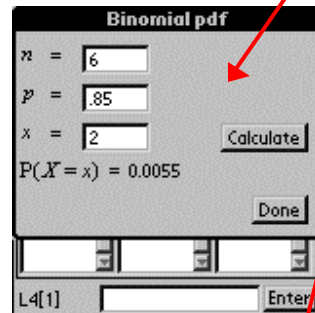 Binomial pdf
n = 6
p = .85
x = 2
Calculate
P(X = x) = 0.0055
Done
L4[1]
Enter